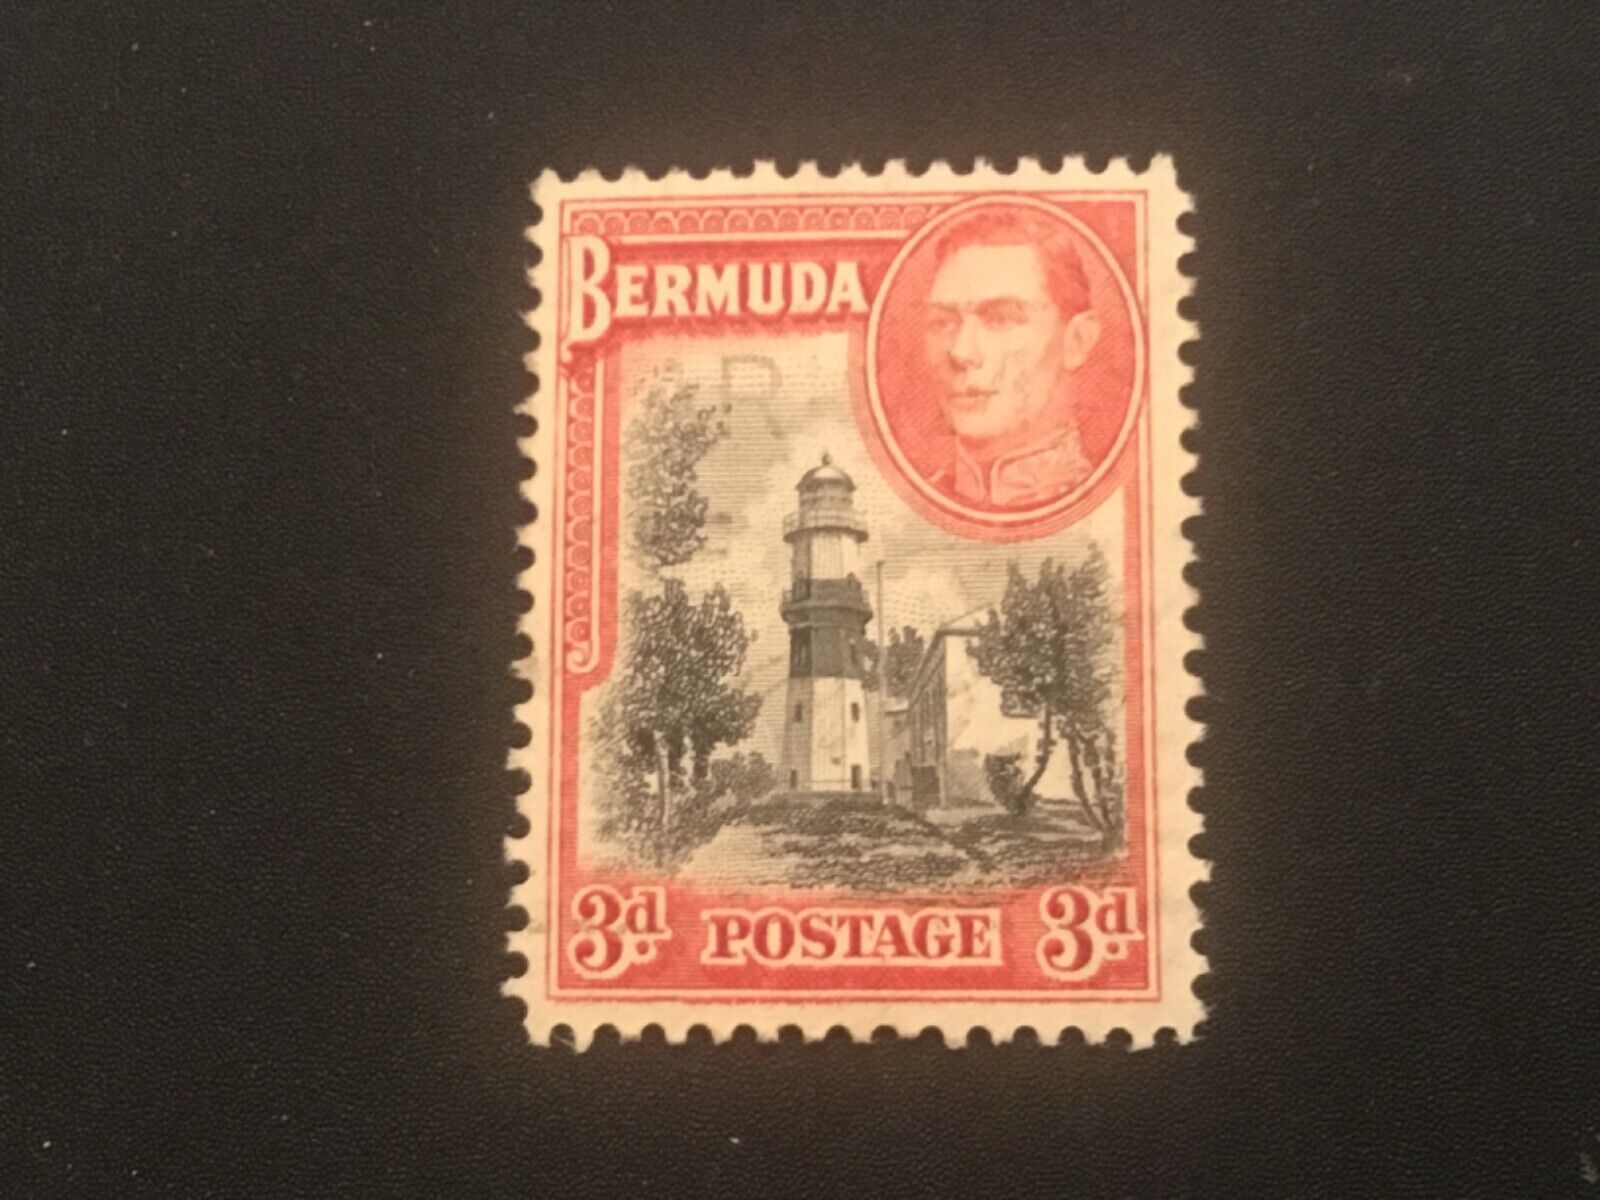 BERMUDA
R
3d POSTAGE 3d